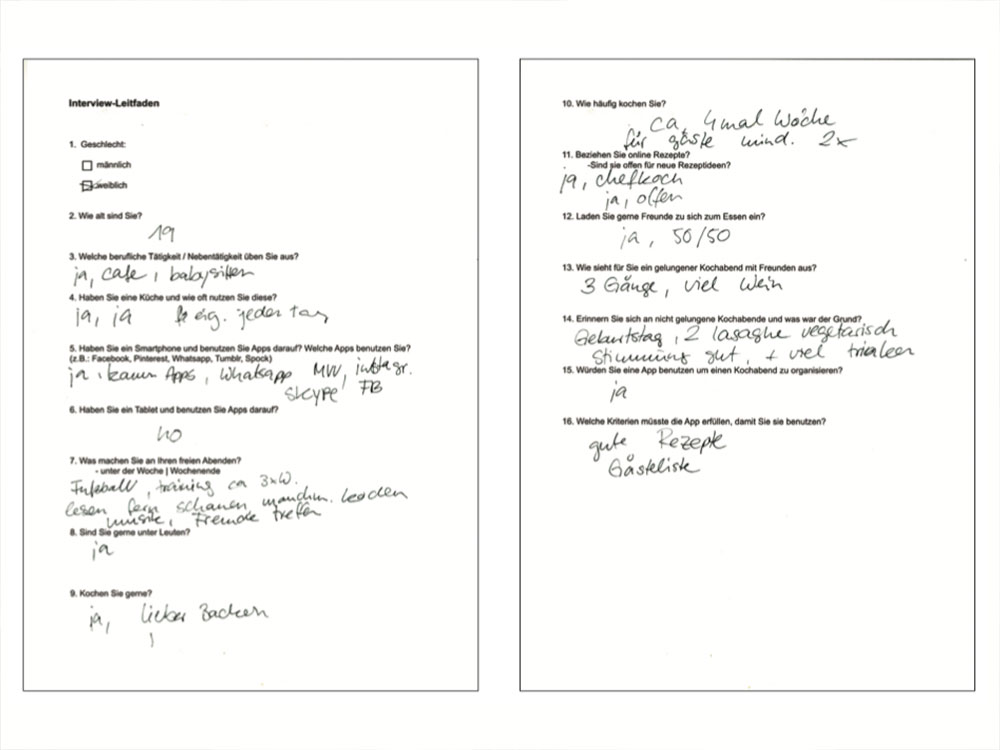 Interview-Leitfaden
1. Geschlecht:
männlich
weiblich
2. Wie alt sind Sie?
19
3. Welche berufliche Tätigkeit / Nebentätigkeit üben Sie aus?
ja, cafe, babysitten
4. Haben Sie eine Küche und wie oft nutzen Sie diese?
ja, ja eig. jeden tag
5. Haben Sie ein Smartphone und benutzen Sie Apps darauf? Welche Apps benutzen Sie?
(z.B.: Facebook, Pinterest, Whatsapp, Tumblr, Spock)
ja, kaum Apps, Whatsapp MW, instagr.
skype, FB
6. Haben Sie ein Tablet und benutzen Sie Apps darauf?
no
7. Was machen Sie an Ihren freien Abenden?
- unter der Woche | Wochenende
Fußball, training ca 3xW.
lesen fern schauen, manchm.
musik, Freunde treffen
8. Sind Sie gerne unter Leuten?
ja
9. Kochen Sie gerne?
ja, lieber Backen
10. Wie häufig kochen Sie?
ca. 4 mal Woche
für gäste mind. 2x
11. Beziehen Sie online Rezepte?
-Sind sie offen für neue Rezeptideen?
ja, chefkoch
ja, offen
12. Laden Sie gerne Freunde zu sich zum Essen ein?
ja, 50/50
13. Wie sieht für Sie ein gelungener Kochabend mit Freunden aus?
3 Gänge, viel Wein
14. Erinnern Sie sich an nicht gelungene Kochabende und was war der Grund?
Geburtstag, 2 lasagne vegetarisch
Stimmung gut, + viel trinken
15. Würden Sie eine App benutzen um einen Kochabend zu organisieren?
ja
16. Welche Kriterien müsste die App erfüllen, damit Sie sie benutzen?
gute Rezepte
Gästeliste